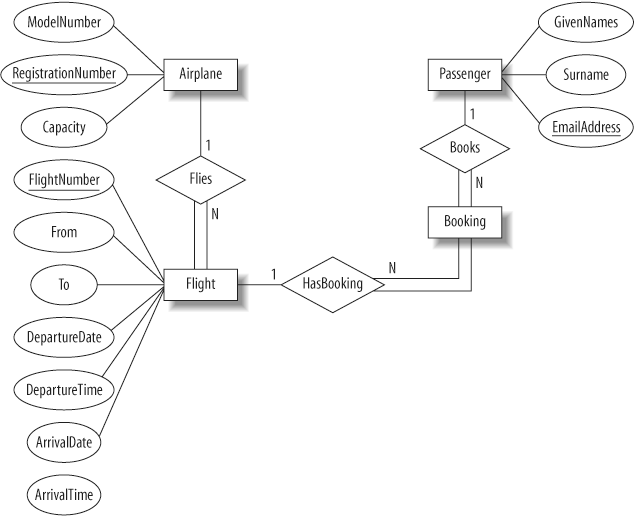 ModelNumber
GivenNames
RegistrationNumber
Airplane
Passenger
Surname
Capacity
1
1
EmailAddress
Books
FlightNumber
Flies
N
N
From
Booking
To
Flight
1
HasBooking
N
DepartureDate
DepartureTime
ArrivalDate
ArrivalTime